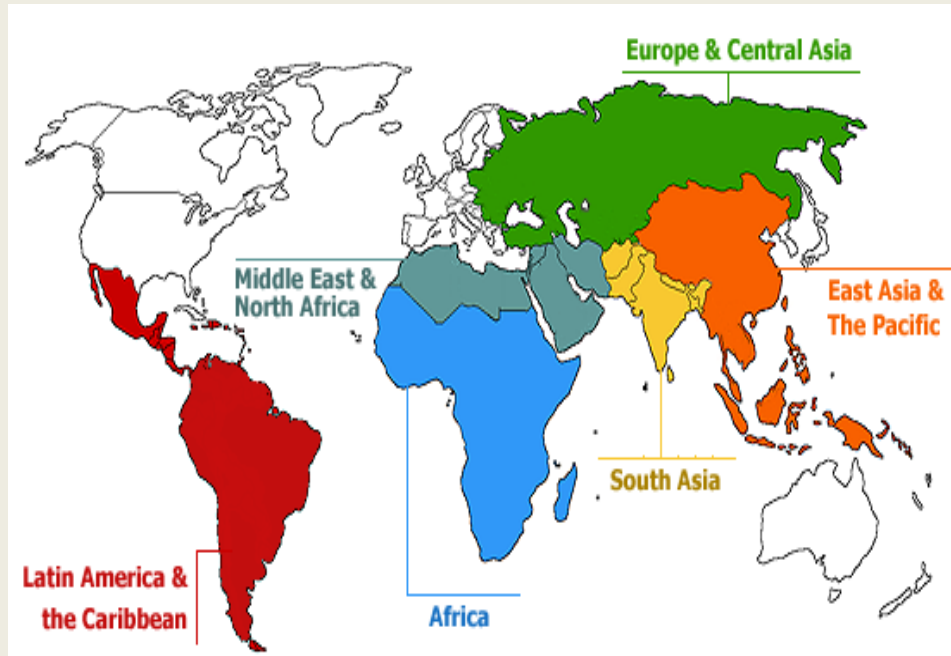 Europe & Central Asia
Middle East &
North Africa
East Asia &
The Pacific
South Asia
Latin America &
the Caribbean
Africa